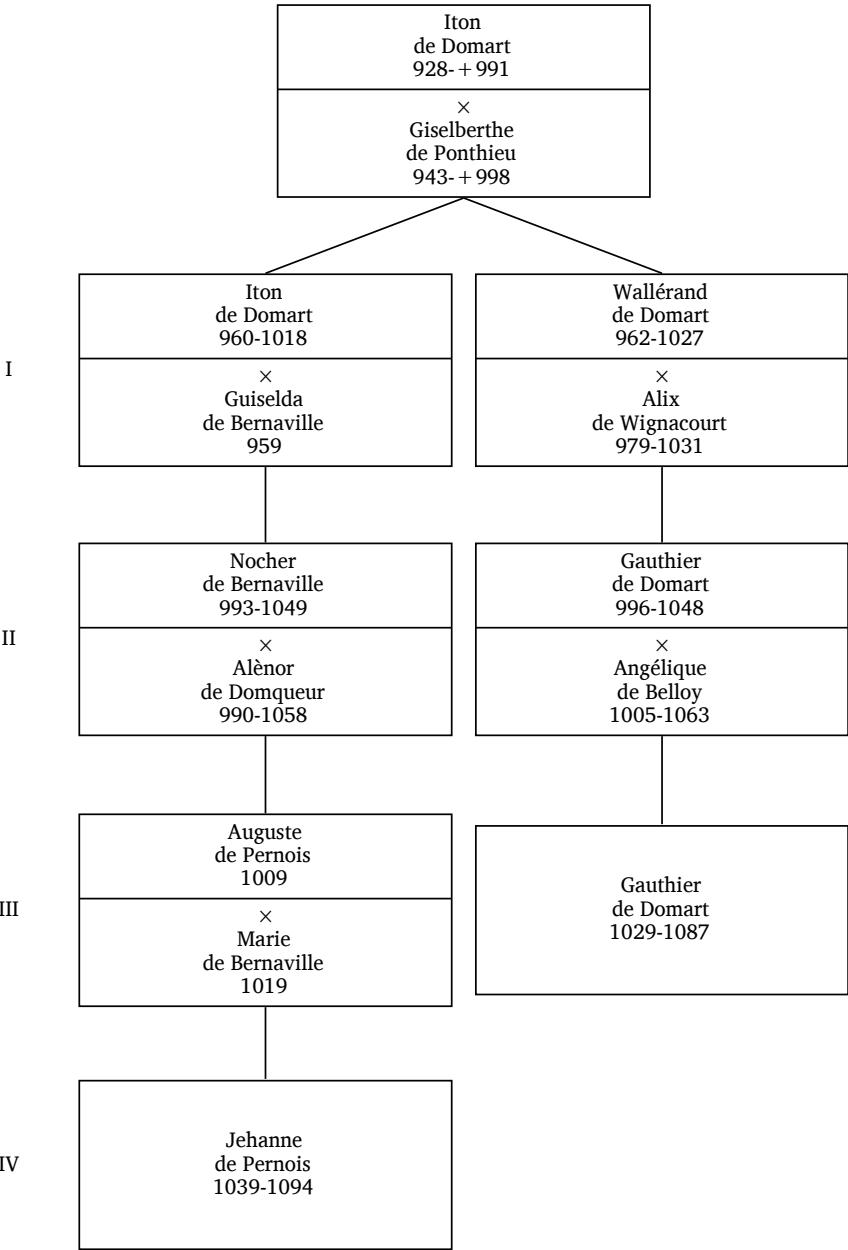 Iton
de Domart
928-+991
×
Giselberthe
de Ponthieu
943-+998
I
Iton
de Domart
960-1018
×
Guiselda
de Bernaville
959
Wallérand
de Domart
962-1027
×
Alix
de Wignacourt
979-1031
II
Nocher
de Bernaville
993-1049
×
Alènor
de Domqueur
990-1058
Gauthier
de Domart
996-1048
×
Angélique
de Belloy
1005-1063
III
Auguste
de Pernois
1009
×
Marie
de Bernaville
1019
Gauthier
de Domart
1029-1087
IV
Jehanne
de Pernois
1039-1094